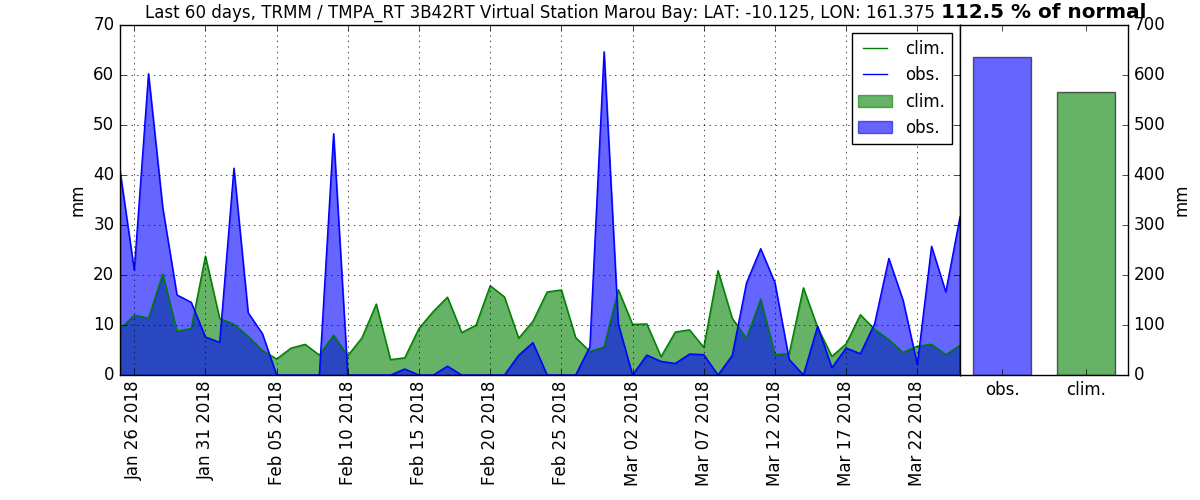 Last 60 days, TRMM / TMPA_RT 3B42RT Virtual Station Marou Bay: LAT: -10.125, LON: 161.375 112.5 % of normal
70
60
50
40
30
20
10
0
mm
clim.
obs.
clim.
obs.
700
600
500
400
300
200
100
0
mm
obs.
clim.
Jan 26 2018
Jan 31 2018
Feb 05 2018
Feb 10 2018
Feb 15 2018
Feb 20 2018
Feb 25 2018
Mar 02 2018
Mar 07 2018
Mar 12 2018
Mar 17 2018
Mar 22 2018